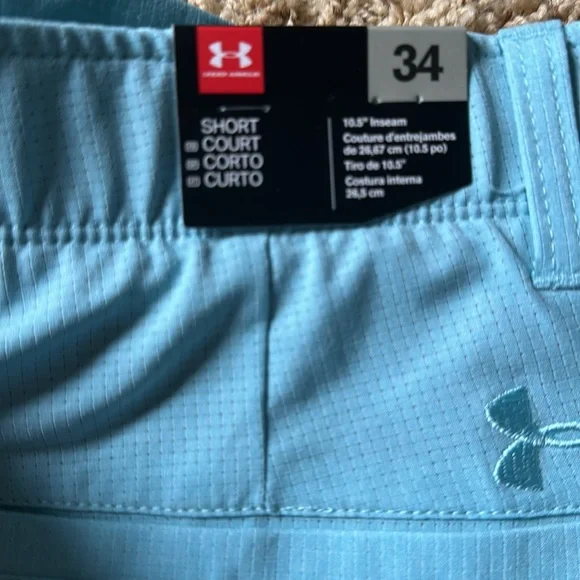 UNDER ARMOUR
34
SHORT
COURT
CORTO
CURTO
10.5" Inseam
Couture d'entrejambes
de 26,67 cm (10.5 po)
Tiro de 10.5"
Costura interna
26,5 cm